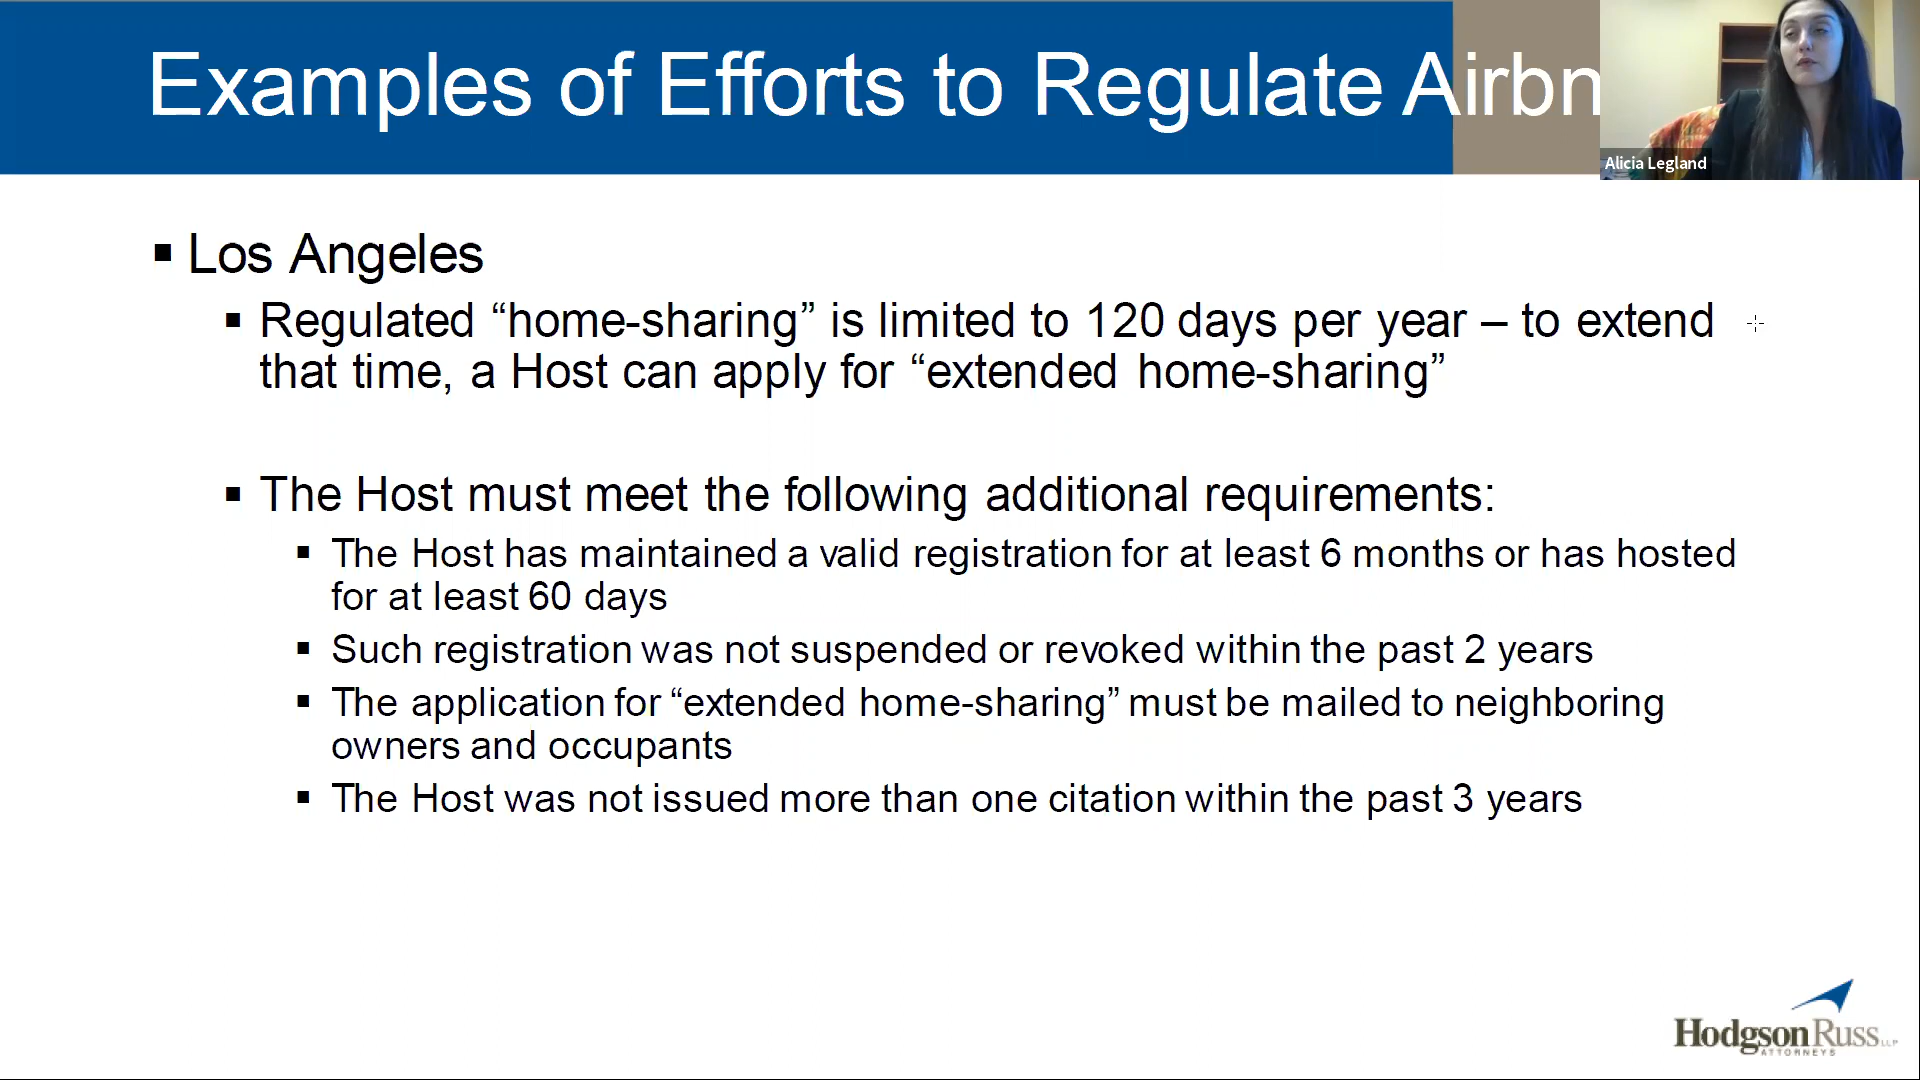 Examples of Efforts to Regulate Airbn
Alicia Legland
Los Angeles
Regulated “home-sharing” is limited to 120 days per year – to extend
that time, a Host can apply for “extended home-sharing”
The Host must meet the following additional requirements:
The Host has maintained a valid registration for at least 6 months or has hosted
for at least 60 days
Such registration was not suspended or revoked within the past 2 years
The application for “extended home-sharing” must be mailed to neighboring
owners and occupants
The Host was not issued more than one citation within the past 3 years
HodgsonRuss LLP
ATTORNEYS